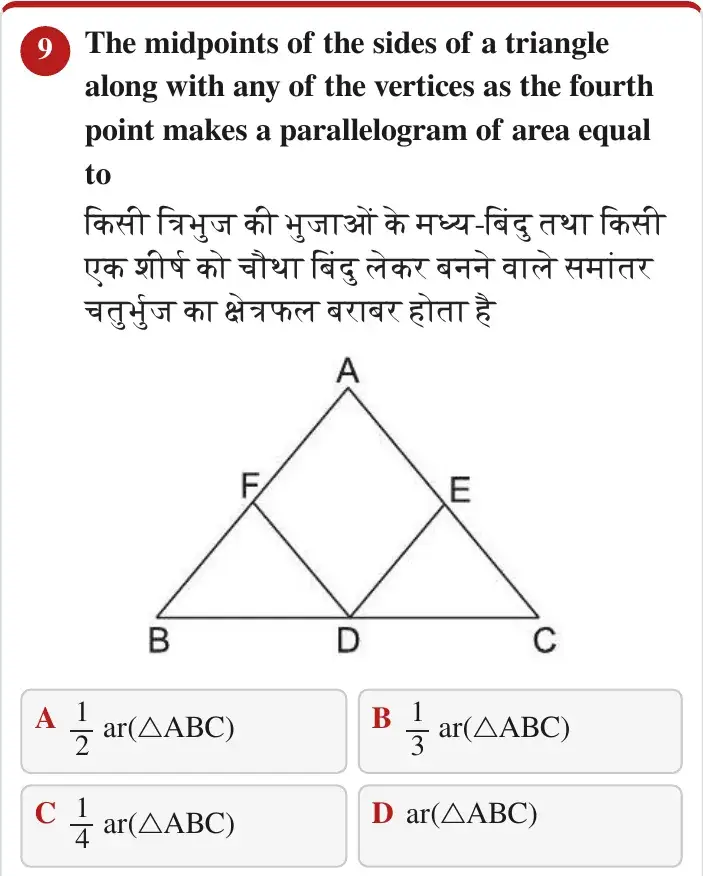 9 The midpoints of the sides of a triangle
along with any of the vertices as the fourth
point makes a parallelogram of area equal
to
किसी त्रिभुज की भुजाओं के मध्य-बिंदु तथा किसी
एक शीर्ष को चौथा बिंदु लेकर बनने वाले समांतर
चतुर्भुज का क्षेत्रफल बराबर होता है
A
F E
B D C
A 1/2 ar(△ABC) B 1/3 ar(△ABC)
C 1/4 ar(△ABC) D ar(△ABC)